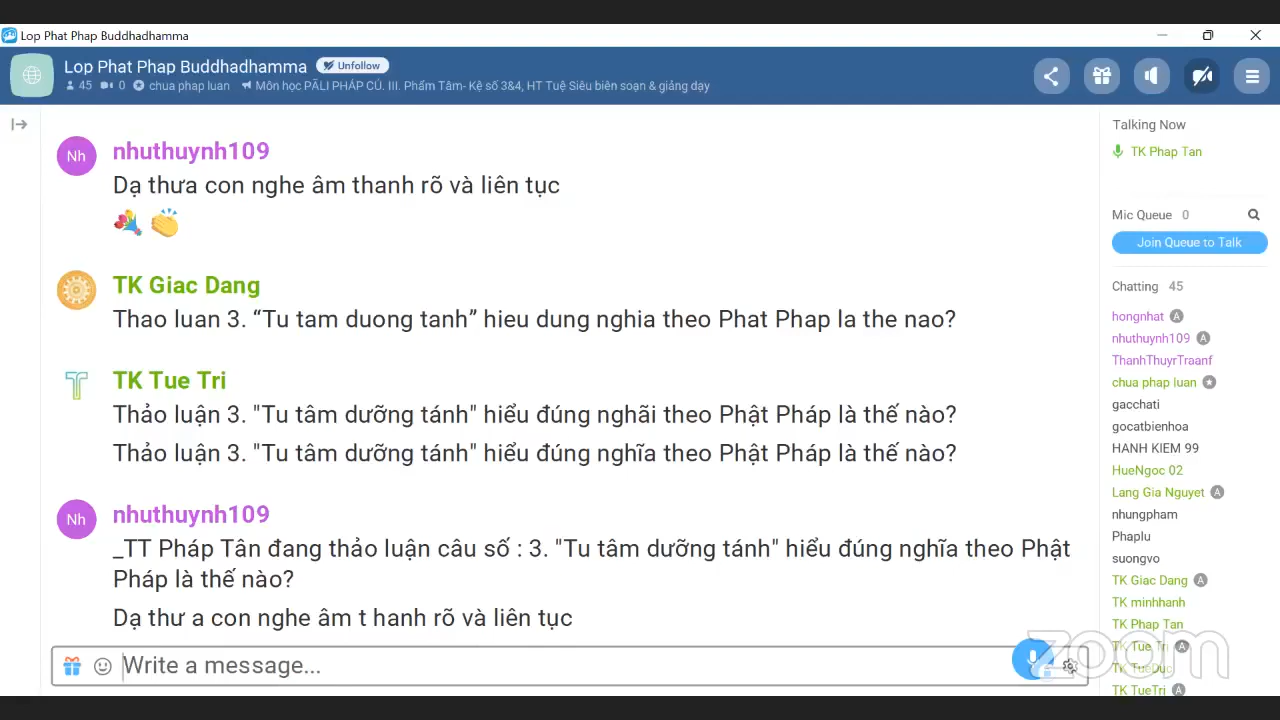 Lop Phat Phap Buddhadhamma
Lop Phat Phap Buddhadhamma Unfollow
45 0 chua phap luan Môn học PÃLI PHÁP CÚ. III. Phẩm Tâm- Kệ số 3&4, HT Tuệ Siêu biên soạn & giảng dạy
Nh nhuthuynh109
Dạ thưa con nghe âm thanh rõ và liên tục
TK Giac Dang
Thao luan 3. “Tu tam duong tanh” hieu dung nghia theo Phat Phap la the nao?
TK Tue Tri
Thảo luận 3. "Tu tâm dưỡng tánh" hiểu đúng nghãi theo Phật Pháp là thế nào?
Thảo luận 3. "Tu tâm dưỡng tánh" hiểu đúng nghĩa theo Phật Pháp là thế nào?
Nh nhuthuynh109
_TT Pháp Tân đang thảo luận câu số : 3. "Tu tâm dưỡng tánh" hiểu đúng nghĩa theo Phật
Pháp là thế nào?
Dạ thư a con nghe âm t hanh rõ và liên tục
Write a message...
Talking Now
TK Phap Tan
Mic Queue 0
Join Queue to Talk
Chatting 45
hongnhat A
nhuthuynh109 A
ThanhThuyrTraanf
chua phap luan
gacchati
gocatbienhoa
HANH KIEM 99
HueNgoc 02
Lang Gia Nguyet A
nhungpham
Phaplu
suongvo
TK Giac Dang A
TK minhhanh
TK Phap Tan
TK Tue Tri A
TK TueDuc
TK TueTri A
zoom